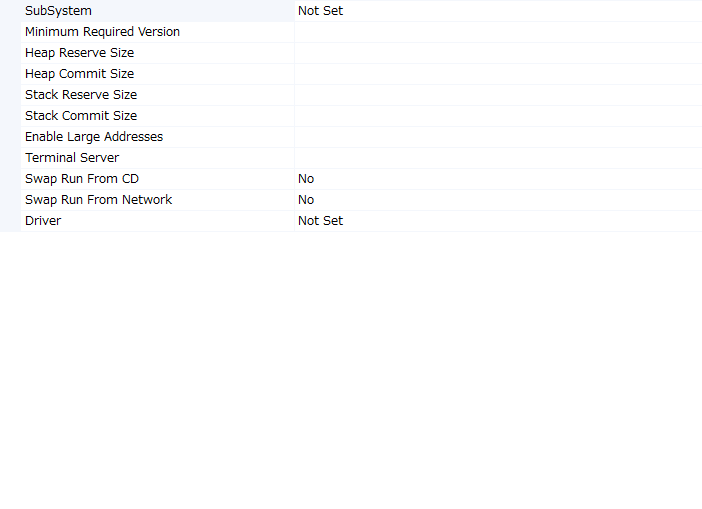 SubSystem Not Set
Minimum Required Version
Heap Reserve Size
Heap Commit Size
Stack Reserve Size
Stack Commit Size
Enable Large Addresses
Terminal Server
Swap Run From CD No
Swap Run From Network No
Driver Not Set